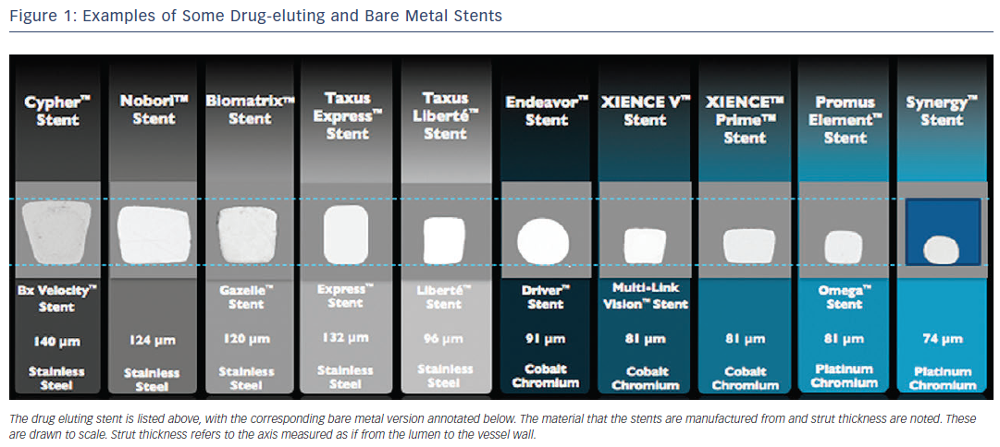 Figure 1: Examples of Some Drug-eluting and Bare Metal Stents
Cypher™
Stent
Nobori™
Stent
Biomatrix™
Stent
Taxus
Express™
Stent
Taxus
Liberté™
Stent
Endeavor™
Stent
XIENCE V™
Stent
XIENCE™
Prime™
Stent
Promus
Element™
Stent
Synergy™
Stent
Bx Velocity™
Stent
140 µm
Stainless
Steel
124 µm
Stainless
Steel
Gazelle™
Stent
120 µm
Stainless
Steel
Express™
Stent
132 µm
Stainless
Steel
Liberté™
Stent
96 µm
Stainless
Steel
Driver™
Stent
91 µm
Cobalt
Chromium
Multi-Link
Vision™ Stent
81 µm
Cobalt
Chromium
81 µm
Cobalt
Chromium
Omega™
Stent
81 µm
Platinum
Chromium
74 µm
Platinum
Chromium
The drug eluting stent is listed above, with the corresponding bare metal version annotated below. The material that the stents are manufactured from and strut thickness are noted. These
are drawn to scale. Strut thickness refers to the axis measured as if from the lumen to the vessel wall.